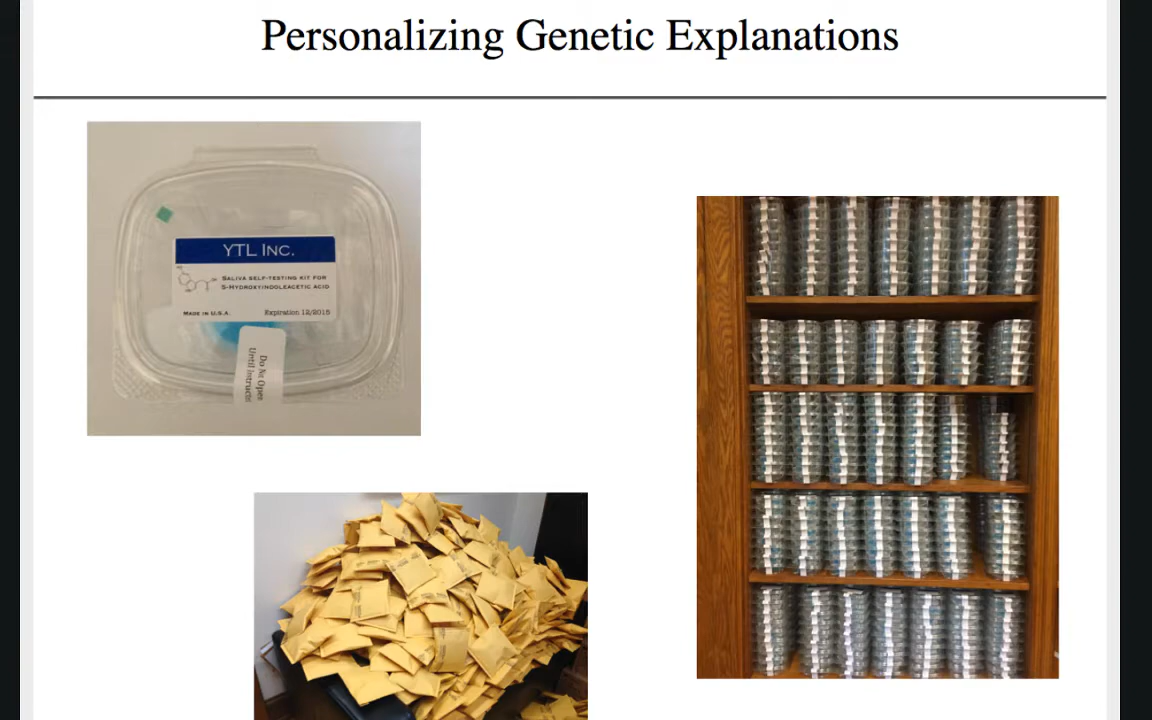 Personalizing Genetic Explanations
YTL INC.
SALIVA SELF-TESTING KIT FOR
5-HYDROXYINDOLEACETIC ACID
MADE IN U.S.A.
Expiration 12/2015
Do Not Open
Until Instructe